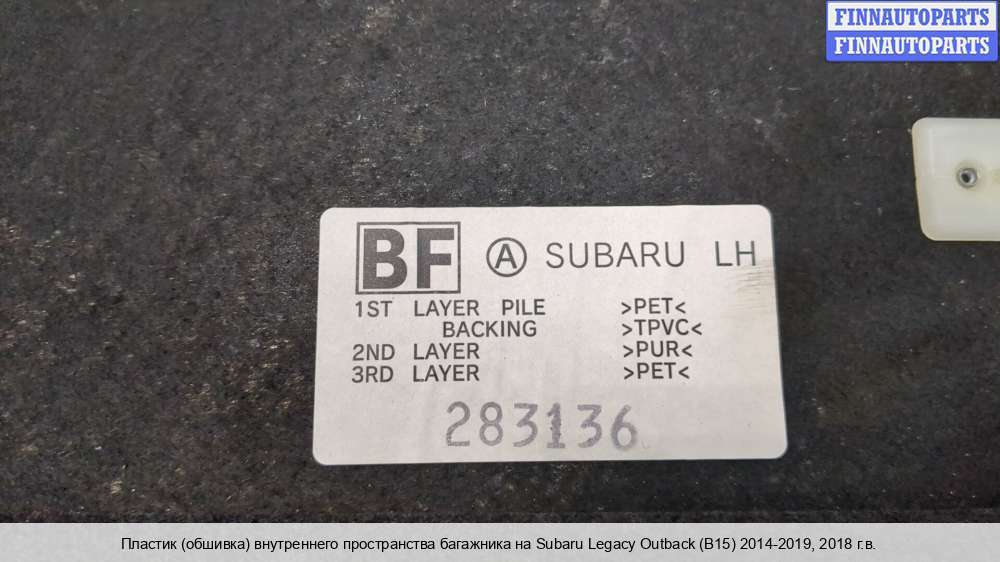 FINNAUTOPARTS
FINNAUTOPARTS
BF Ⓐ SUBARU LH
1ST LAYER PILE >PET<
BACKING >TPVC<
2ND LAYER >PUR<
3RD LAYER >PET<
283136
Пластик (обшивка) внутреннего пространства багажника на Subaru Legacy Outback (B15) 2014-2019, 2018 г.в.